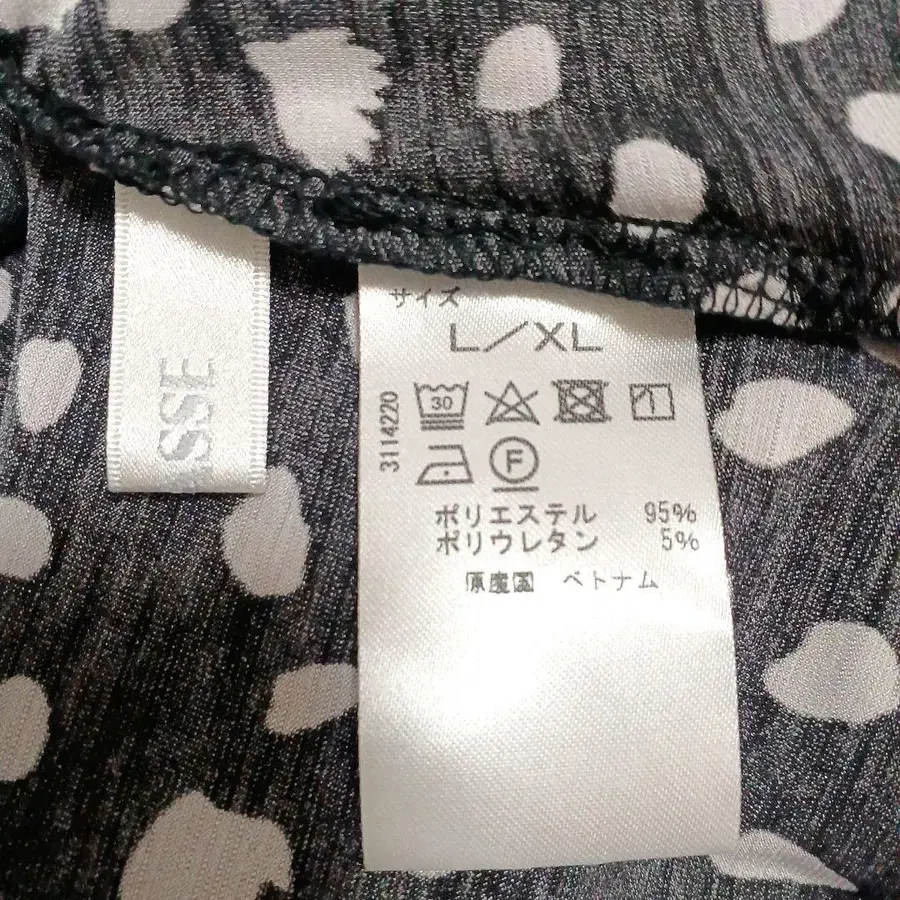 サイズ
L/XL
3114220
30
F
ポリエステル 95%
ポリウレタン 5%
原産国 ベトナム
SSE